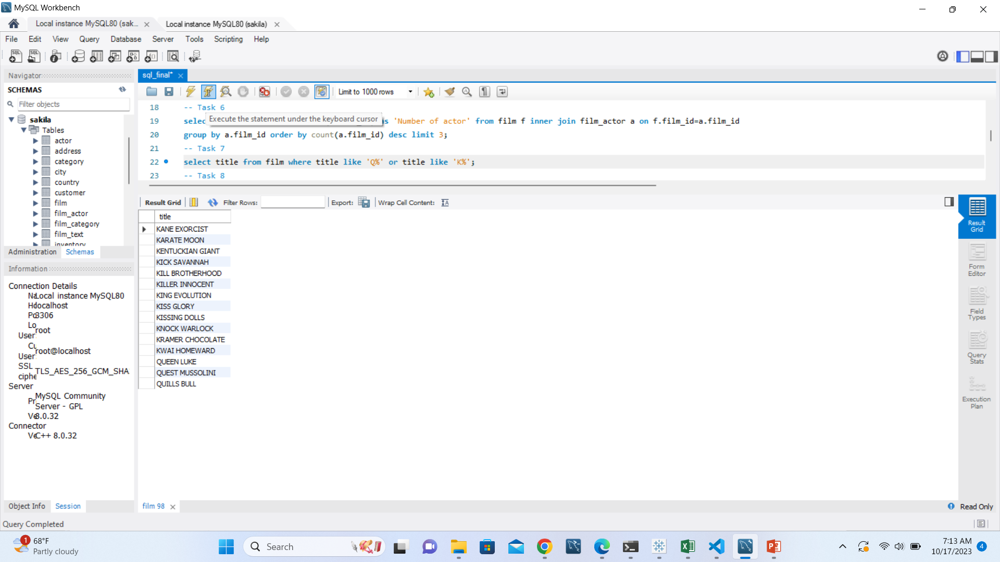 MySQL Workbench
Local instance MySQL80 (sak...
Local instance MySQL80 (sakila)
File Edit View Query Database Server Tools Scripting Help
Navigator
SCHEMAS
Filter objects
sakila
Tables
actor
address
category
city
country
customer
film
film_actor
film_category
film_text
inventory
Administration Schemas
Information
Connection Details
Local instance MySQL80
localhost
3306
root
User
root@localhost
User
SSL
TLS_AES_256_GCM_SHA
ciphe
Server
MySQL Community
Server - GPL
8.0.32
Connector
C++ 8.0.32
Object Info Session
Query Completed
sql_final*
Limit to 1000 rows
18 -- Task 6
Execute the statement under the keyboard cursor
19 selec 'Number of actor' from film f inner join film_actor a on f.film_id=a.film_id
20 group by a.film_id order by count(a.film_id) desc limit 3;
21 -- Task 7
22 select title from film where title like 'Q%' or title like 'K%';
23 -- Task 8
Result Grid Filter Rows: Export: Wrap Cell Content:
title
KANE EXORCIST
KARATE MOON
KENTUCKIAN GIANT
KICK SAVANNAH
KILL BROTHERHOOD
KILLER INNOCENT
KING EVOLUTION
KISS GLORY
KISSING DOLLS
KNOCK WARLOCK
KRAMER CHOCOLATE
KWAI HOMEWARD
QUEEN LUKE
QUEST MUSSOLINI
QUILLS BULL
Result
Grid
Form
Editor
Field
Types
Query
Stats
Execution
Plan
film 98
Read Only
1
68°F
Partly cloudy
Search
7:13 AM
10/17/2023
4